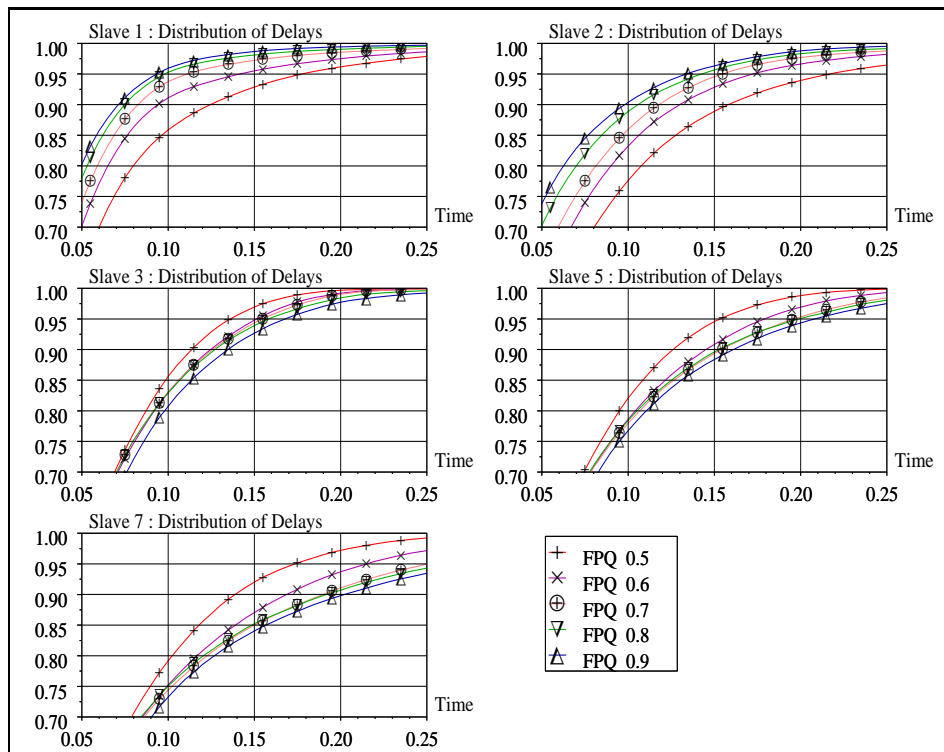 Slave 1 : Distribution of Delays
1.00
0.95
0.90
0.85
0.80
0.75
0.70
Time
0.05 0.10 0.15 0.20 0.25
Slave 2 : Distribution of Delays
1.00
0.95
0.90
0.85
0.80
0.75
0.70
Time
0.05 0.10 0.15 0.20 0.25
Slave 3 : Distribution of Delays
1.00
0.95
0.90
0.85
0.80
0.75
0.70
Time
0.05 0.10 0.15 0.20 0.25
Slave 5 : Distribution of Delays
1.00
0.95
0.90
0.85
0.80
0.75
0.70
Time
0.05 0.10 0.15 0.20 0.25
Slave 7 : Distribution of Delays
1.00
0.95
0.90
0.85
0.80
0.75
0.70
Time
0.05 0.10 0.15 0.20 0.25
FPQ 0.5
FPQ 0.6
FPQ 0.7
FPQ 0.8
FPQ 0.9